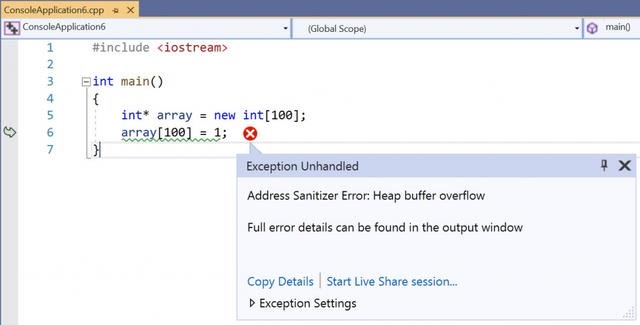 ConsoleApplication6.cpp
ConsoleApplication6 (Global Scope) main()
1 #include <iostream>
2
3 int main()
4 {
5 int* array = new int[100];
6 array[100] = 1;
7 }
Exception Unhandled
Address Sanitizer Error: Heap buffer overflow
Full error details can be found in the output window
Copy Details | Start Live Share session...
Exception Settings